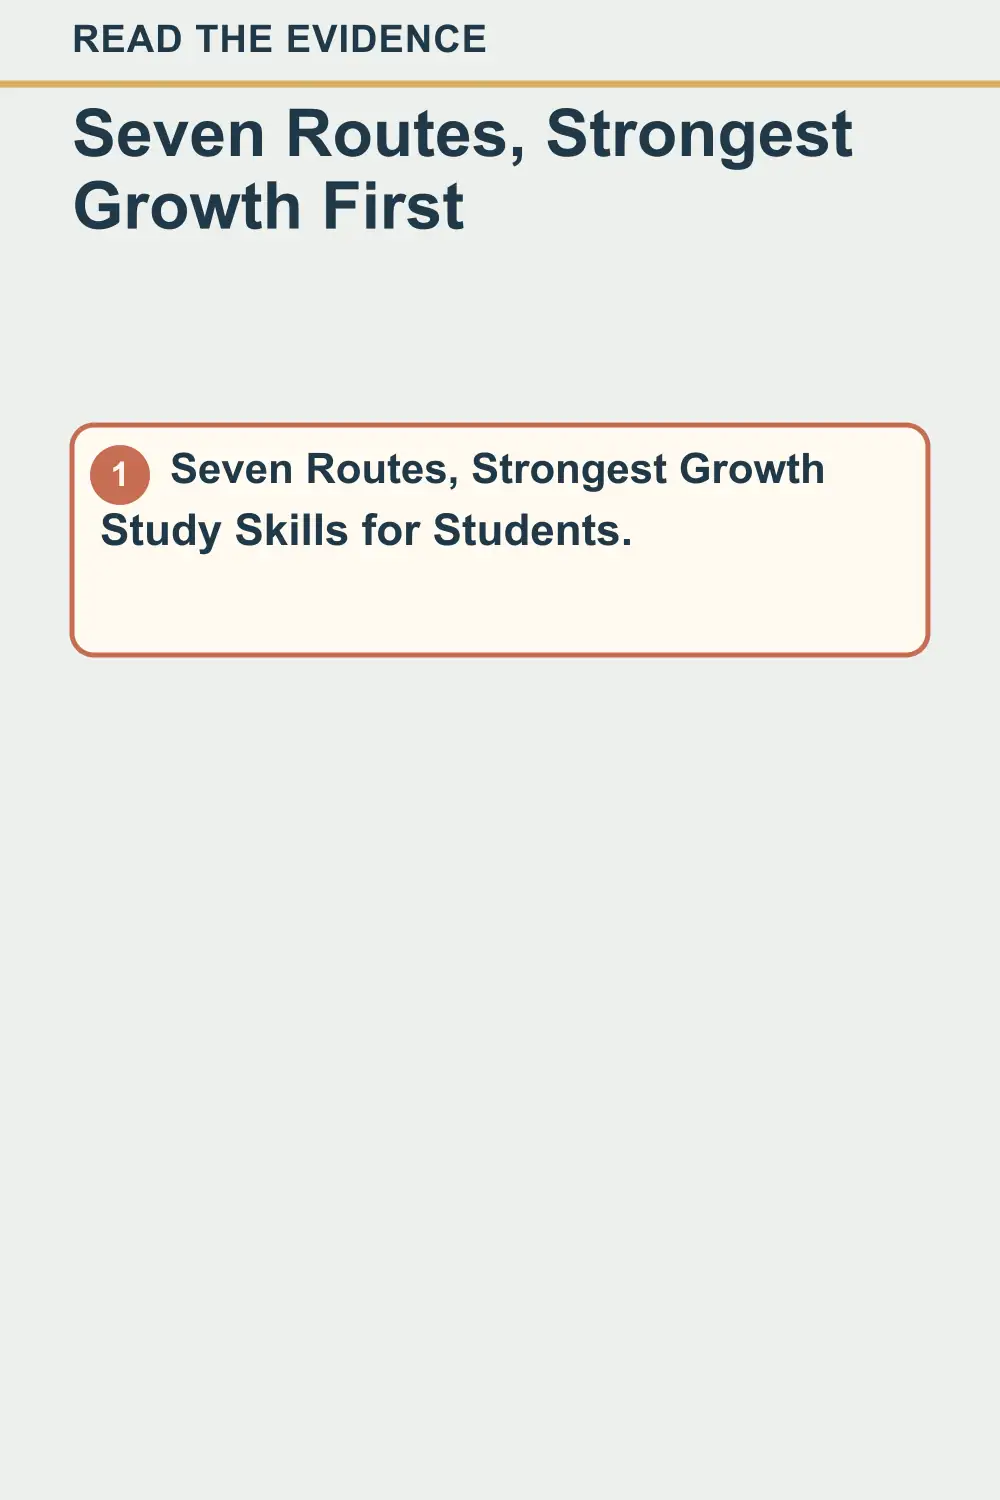 READ THE EVIDENCE
Seven Routes, Strongest
Growth First
1 Seven Routes, Strongest Growth
Study Skills for Students.